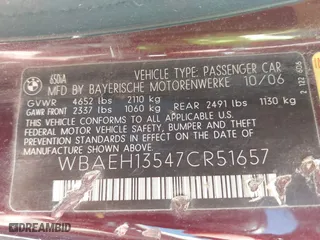 650iA
VEHICLE TYPE: PASSENGER CAR
MFD BY BAYERISCHE MOTORENWERKE 10/06
GVWR 4652 lbs 2110 kg
GAWR FRONT 2337 lbs 1060 kg REAR 2491 lbs 1130 kg
THIS VEHICLE CONFORMS TO ALL APPLICABLE FEDERAL MOTOR
VEHICLE SAFETY, BUMPER AND THEFT PREVENTION STANDARDS IN
EFFECT ON THE DATE OF MANUFACTURE SHOWN ABOVE.
WBAEH13547CR51657
DREAMBID